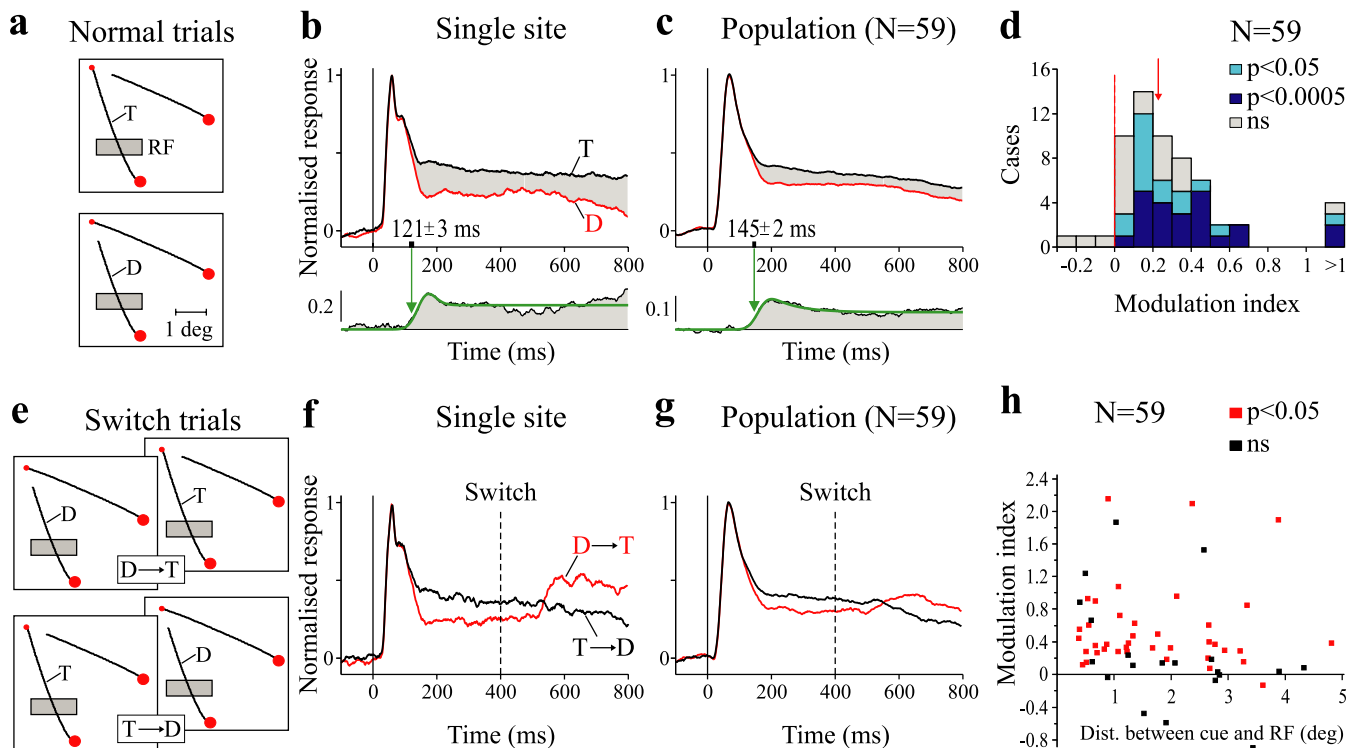 a
Normal trials
T
RF
D
1 deg
b
Single site
Normalised response
1
0
T
D
121±3 ms
0 200 400 600 800
0.2
Time (ms)
c
Population (N=59)
1
0
145±2 ms
0 200 400 600 800
0.1
Time (ms)
d
N=59
p<0.05
p<0.0005
ns
Cases
16
12
8
4
0
-0.2 0 0.2 0.4 0.6 0.8 1 >1
Modulation index
e
Switch trials
D
T
D→T
T
D
T→D
f
Single site
Switch
Normalised response
1
0
D→T
T→D
0 200 400 600 800
Time (ms)
g
Population (N=59)
Switch
1
0
0 200 400 600 800
Time (ms)
h
N=59
p<0.05
ns
Modulation index
2.4
2.0
1.6
1.2
0.8
0.4
0
-0.4
-0.8
1 2 3 4 5
Dist. between cue and RF (deg)